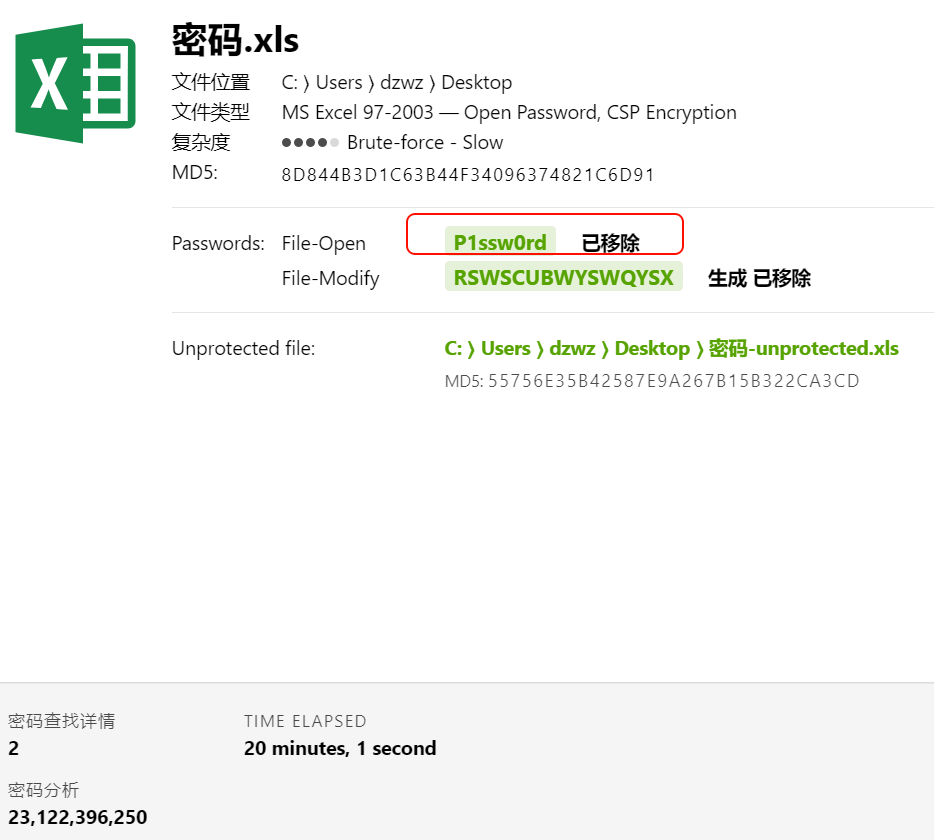 密码.xls
文件位置 C: ⟩ Users ⟩ dzwz ⟩ Desktop
文件类型 MS Excel 97-2003 — Open Password, CSP Encryption
复杂度 Brute-force - Slow
MD5: 8D844B3D1C63B44F34096374821C6D91
Passwords: File-Open P1ssw0rd 已移除
File-Modify RSWSCUBWYSWQYSX 生成 已移除
Unprotected file: C: ⟩ Users ⟩ dzwz ⟩ Desktop ⟩ 密码-unprotected.xls
MD5: 55756E35B42587E9A267B15B322CA3CD
密码查找详情 TIME ELAPSED
2 20 minutes, 1 second
密码分析
23,122,396,250